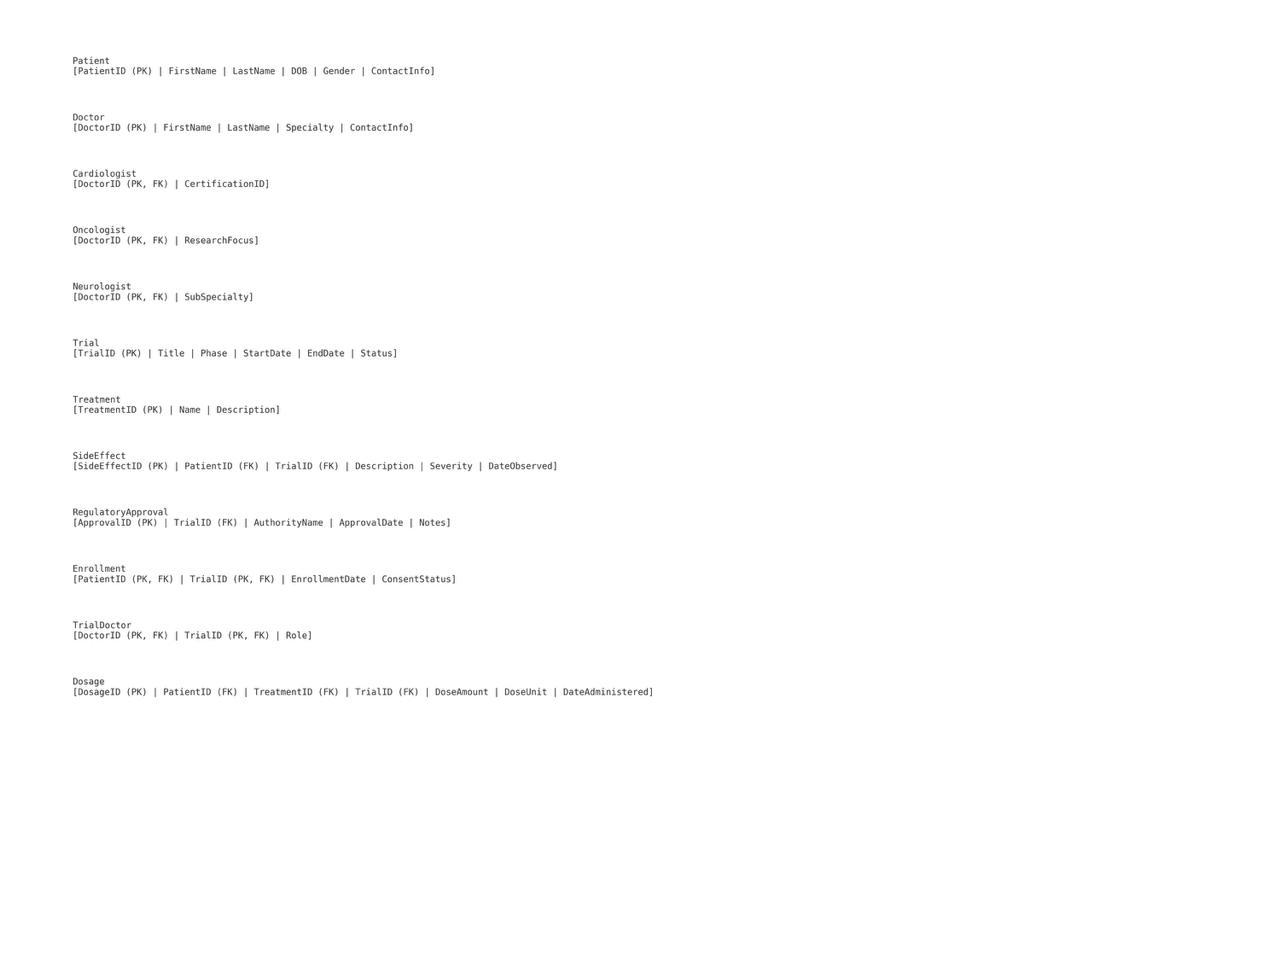 Patient
[PatientID (PK) | FirstName | LastName | DOB | Gender | ContactInfo]
Doctor
[DoctorID (PK) | FirstName | LastName | Specialty | ContactInfo]
Cardiologist
[DoctorID (PK, FK) | CertificationID]
Oncologist
[DoctorID (PK, FK) | ResearchFocus]
Neurologist
[DoctorID (PK, FK) | SubSpecialty]
Trial
[TrialID (PK) | Title | Phase | StartDate | EndDate | Status]
Treatment
[TreatmentID (PK) | Name | Description]
SideEffect
[SideEffectID (PK) | PatientID (FK) | TrialID (FK) | Description | Severity | DateObserved]
RegulatoryApproval
[ApprovalID (PK) | TrialID (FK) | AuthorityName | ApprovalDate | Notes]
Enrollment
[PatientID (PK, FK) | TrialID (PK, FK) | EnrollmentDate | ConsentStatus]
TrialDoctor
[DoctorID (PK, FK) | TrialID (PK, FK) | Role]
Dosage
[DosageID (PK) | PatientID (FK) | TreatmentID (FK) | TrialID (FK) | DoseAmount | DoseUnit | DateAdministered]